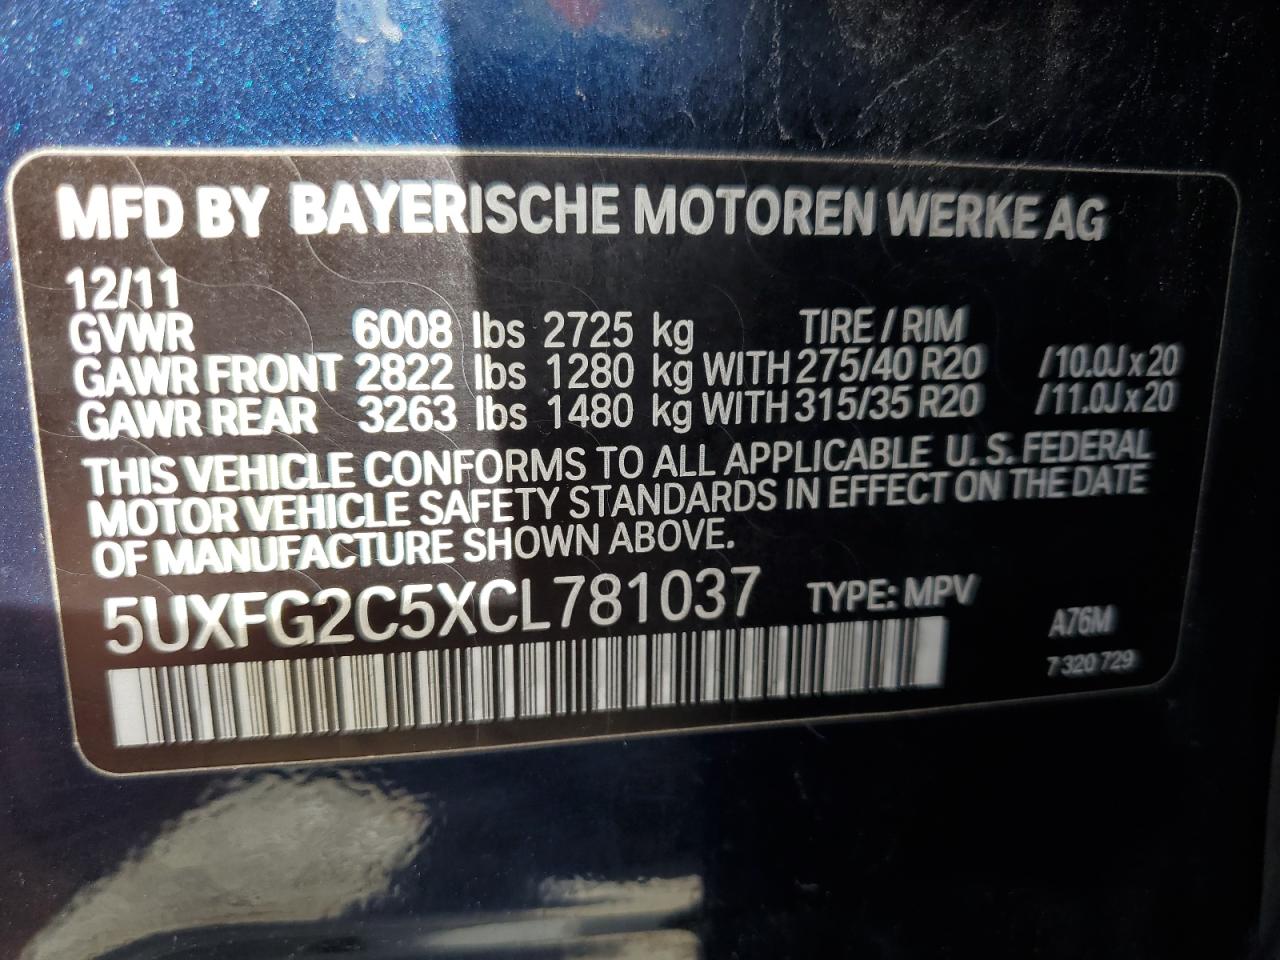 MFD BY BAYERISCHE MOTOREN WERKE AG
12/11
GVWR 6008 lbs 2725 kg TIRE / RIM
GAWR FRONT 2822 lbs 1280 kg WITH 275/40 R20 /10.0J x 20
GAWR REAR 3263 lbs 1480 kg WITH 315/35 R20 /11.0J x 20
THIS VEHICLE CONFORMS TO ALL APPLICABLE U.S. FEDERAL
MOTOR VEHICLE SAFETY STANDARDS IN EFFECT ON THE DATE
OF MANUFACTURE SHOWN ABOVE.
5UXFG2C5XCL781037 TYPE: MPV
A76M
7 320 729